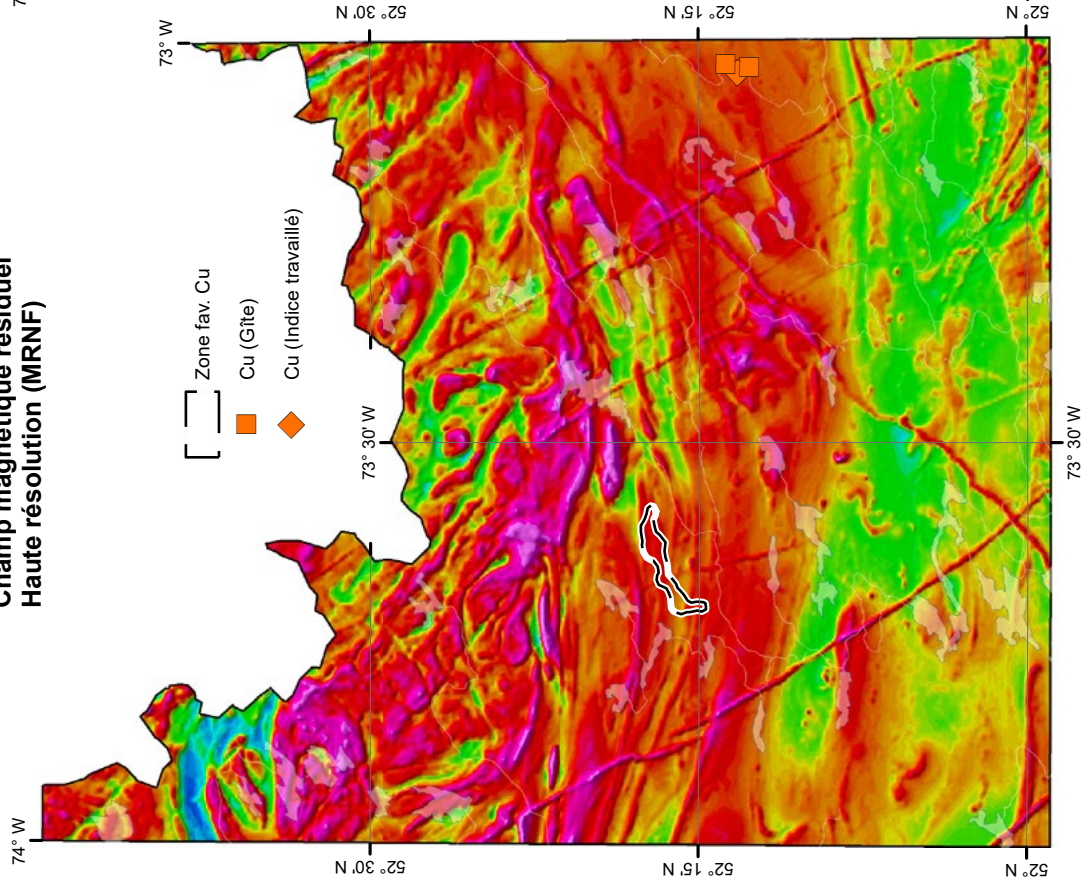 Champ magnétique résiduel
Haute résolution (MRNF)
Zone fav. Cu
Cu (Gîte)
Cu (Indice travaillé)
74° W
73° 30' W
73° W
52° 30' N
52° 15' N
52° N
73° 30' W
52° 30' N
52° 15' N
52° N